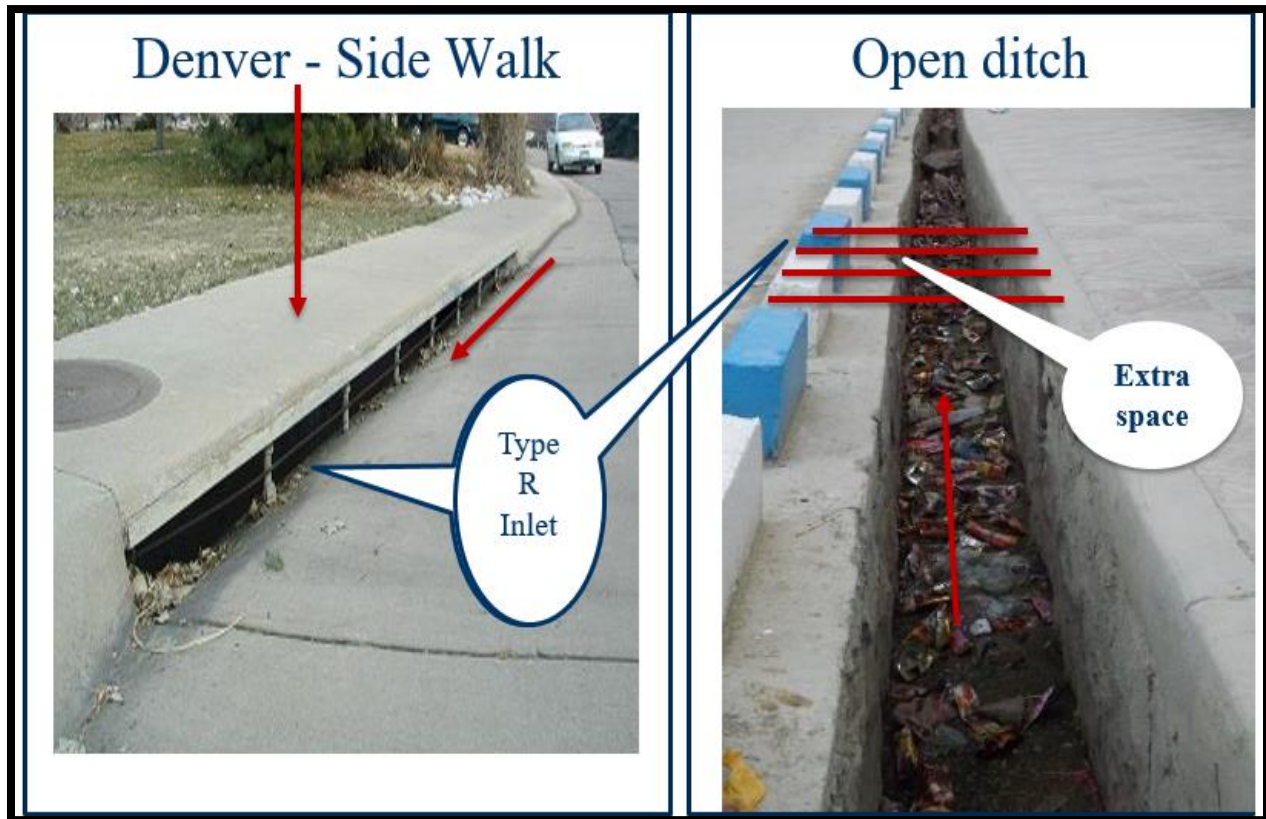 Denver - Side Walk
Open ditch
Type
R
Inlet
Extra
space